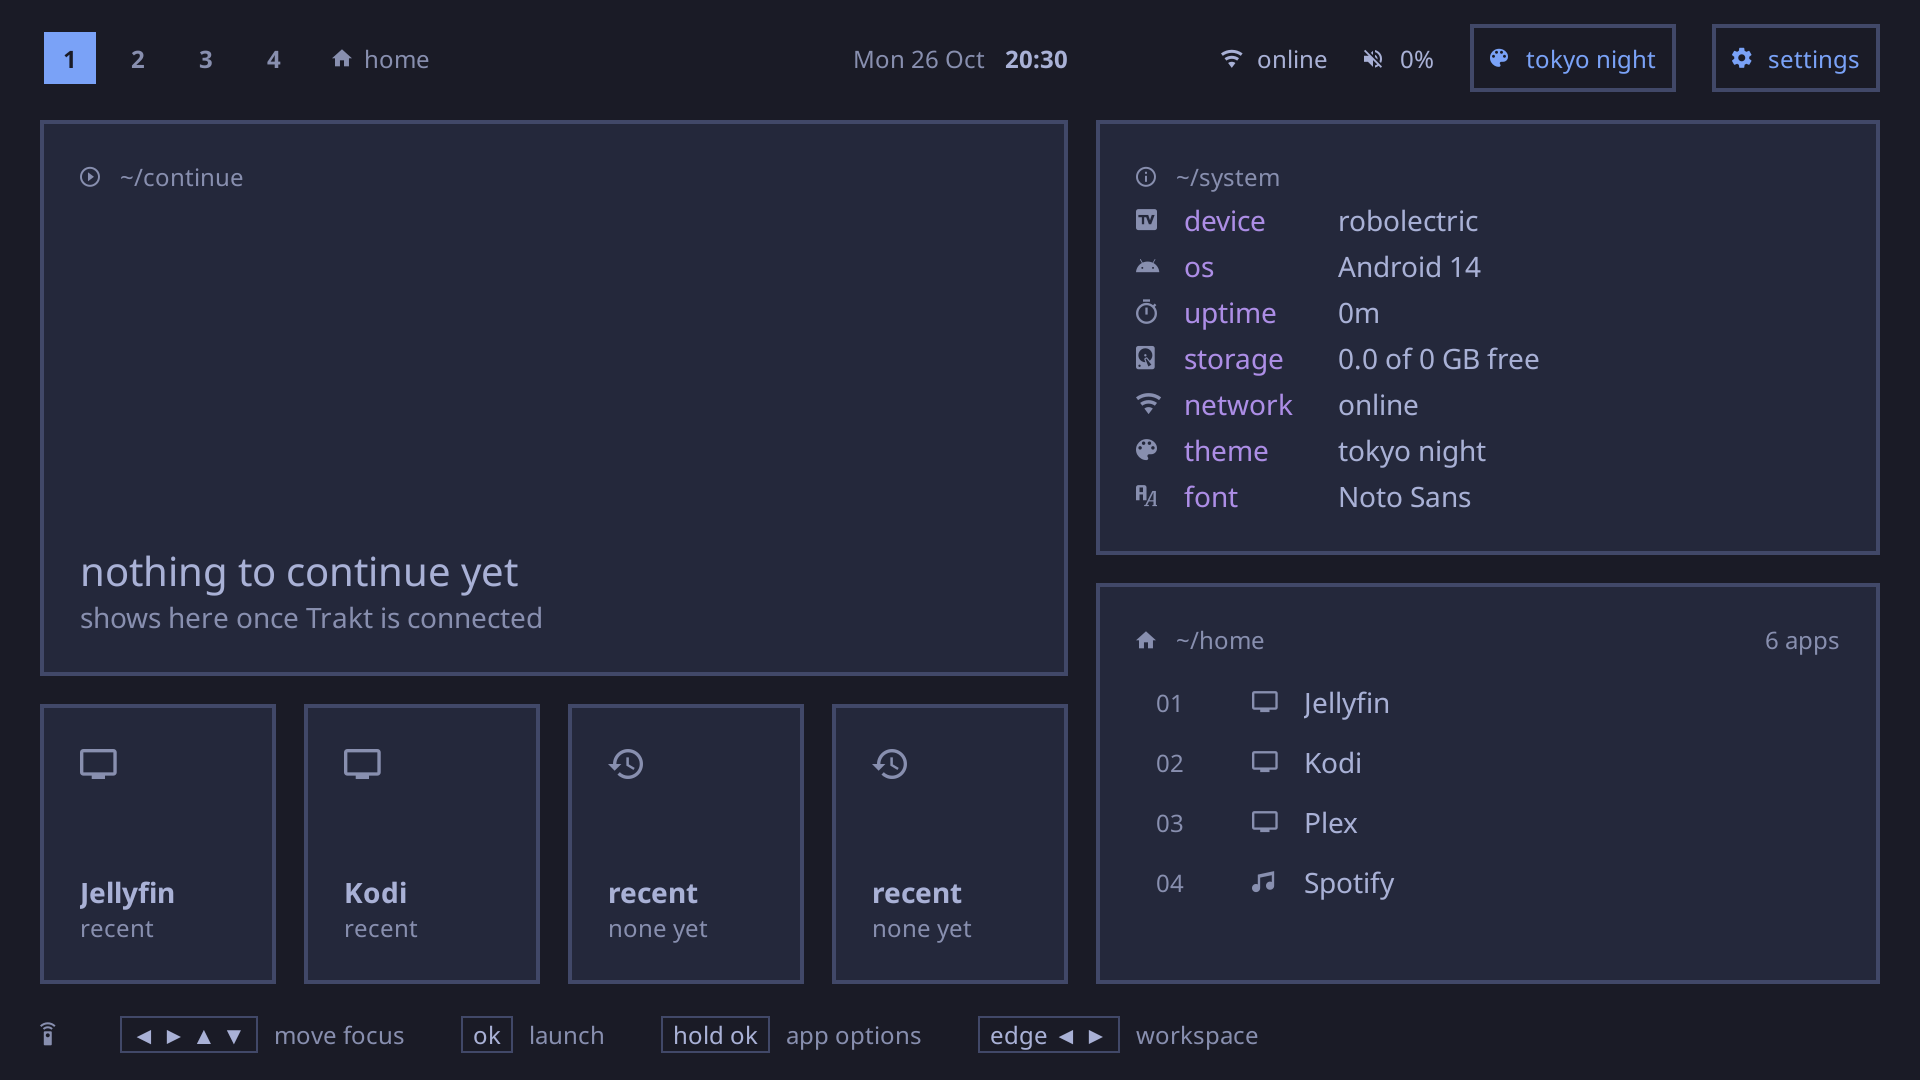 1 2 3 4 home Mon 26 Oct 20:30 online 0% tokyo night settings
~/continue
nothing to continue yet
shows here once Trakt is connected
~/system
device robolectric
os Android 14
uptime 0m
storage 0.0 of 0 GB free
network online
theme tokyo night
font Noto Sans
Jellyfin
recent
Kodi
recent
recent
none yet
recent
none yet
~/home 6 apps
01 Jellyfin
02 Kodi
03 Plex
04 Spotify
◀ ▶ ▲ ▼ move focus ok launch hold ok app options edge ◀ ▶ workspace